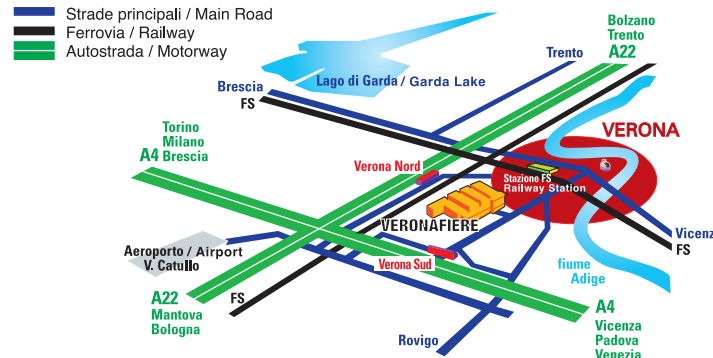 Strade principali / Main Road
Ferrovia / Railway
Autostrada / Motorway
Bolzano
Trento
A22
Trento
Lago di Garda / Garda Lake
Brescia
FS
VERONA
Torino
Milano
A4 Brescia
Verona Nord
Stazione FS
Railway Station
VERONAFIERE
Vicenz
FS
Aeroporto / Airport
V. Catullo
Verona Sud
fiume
Adige
A22
Mantova
Bologna
FS
Rovigo
A4
Vicenza
Padova
Venezia